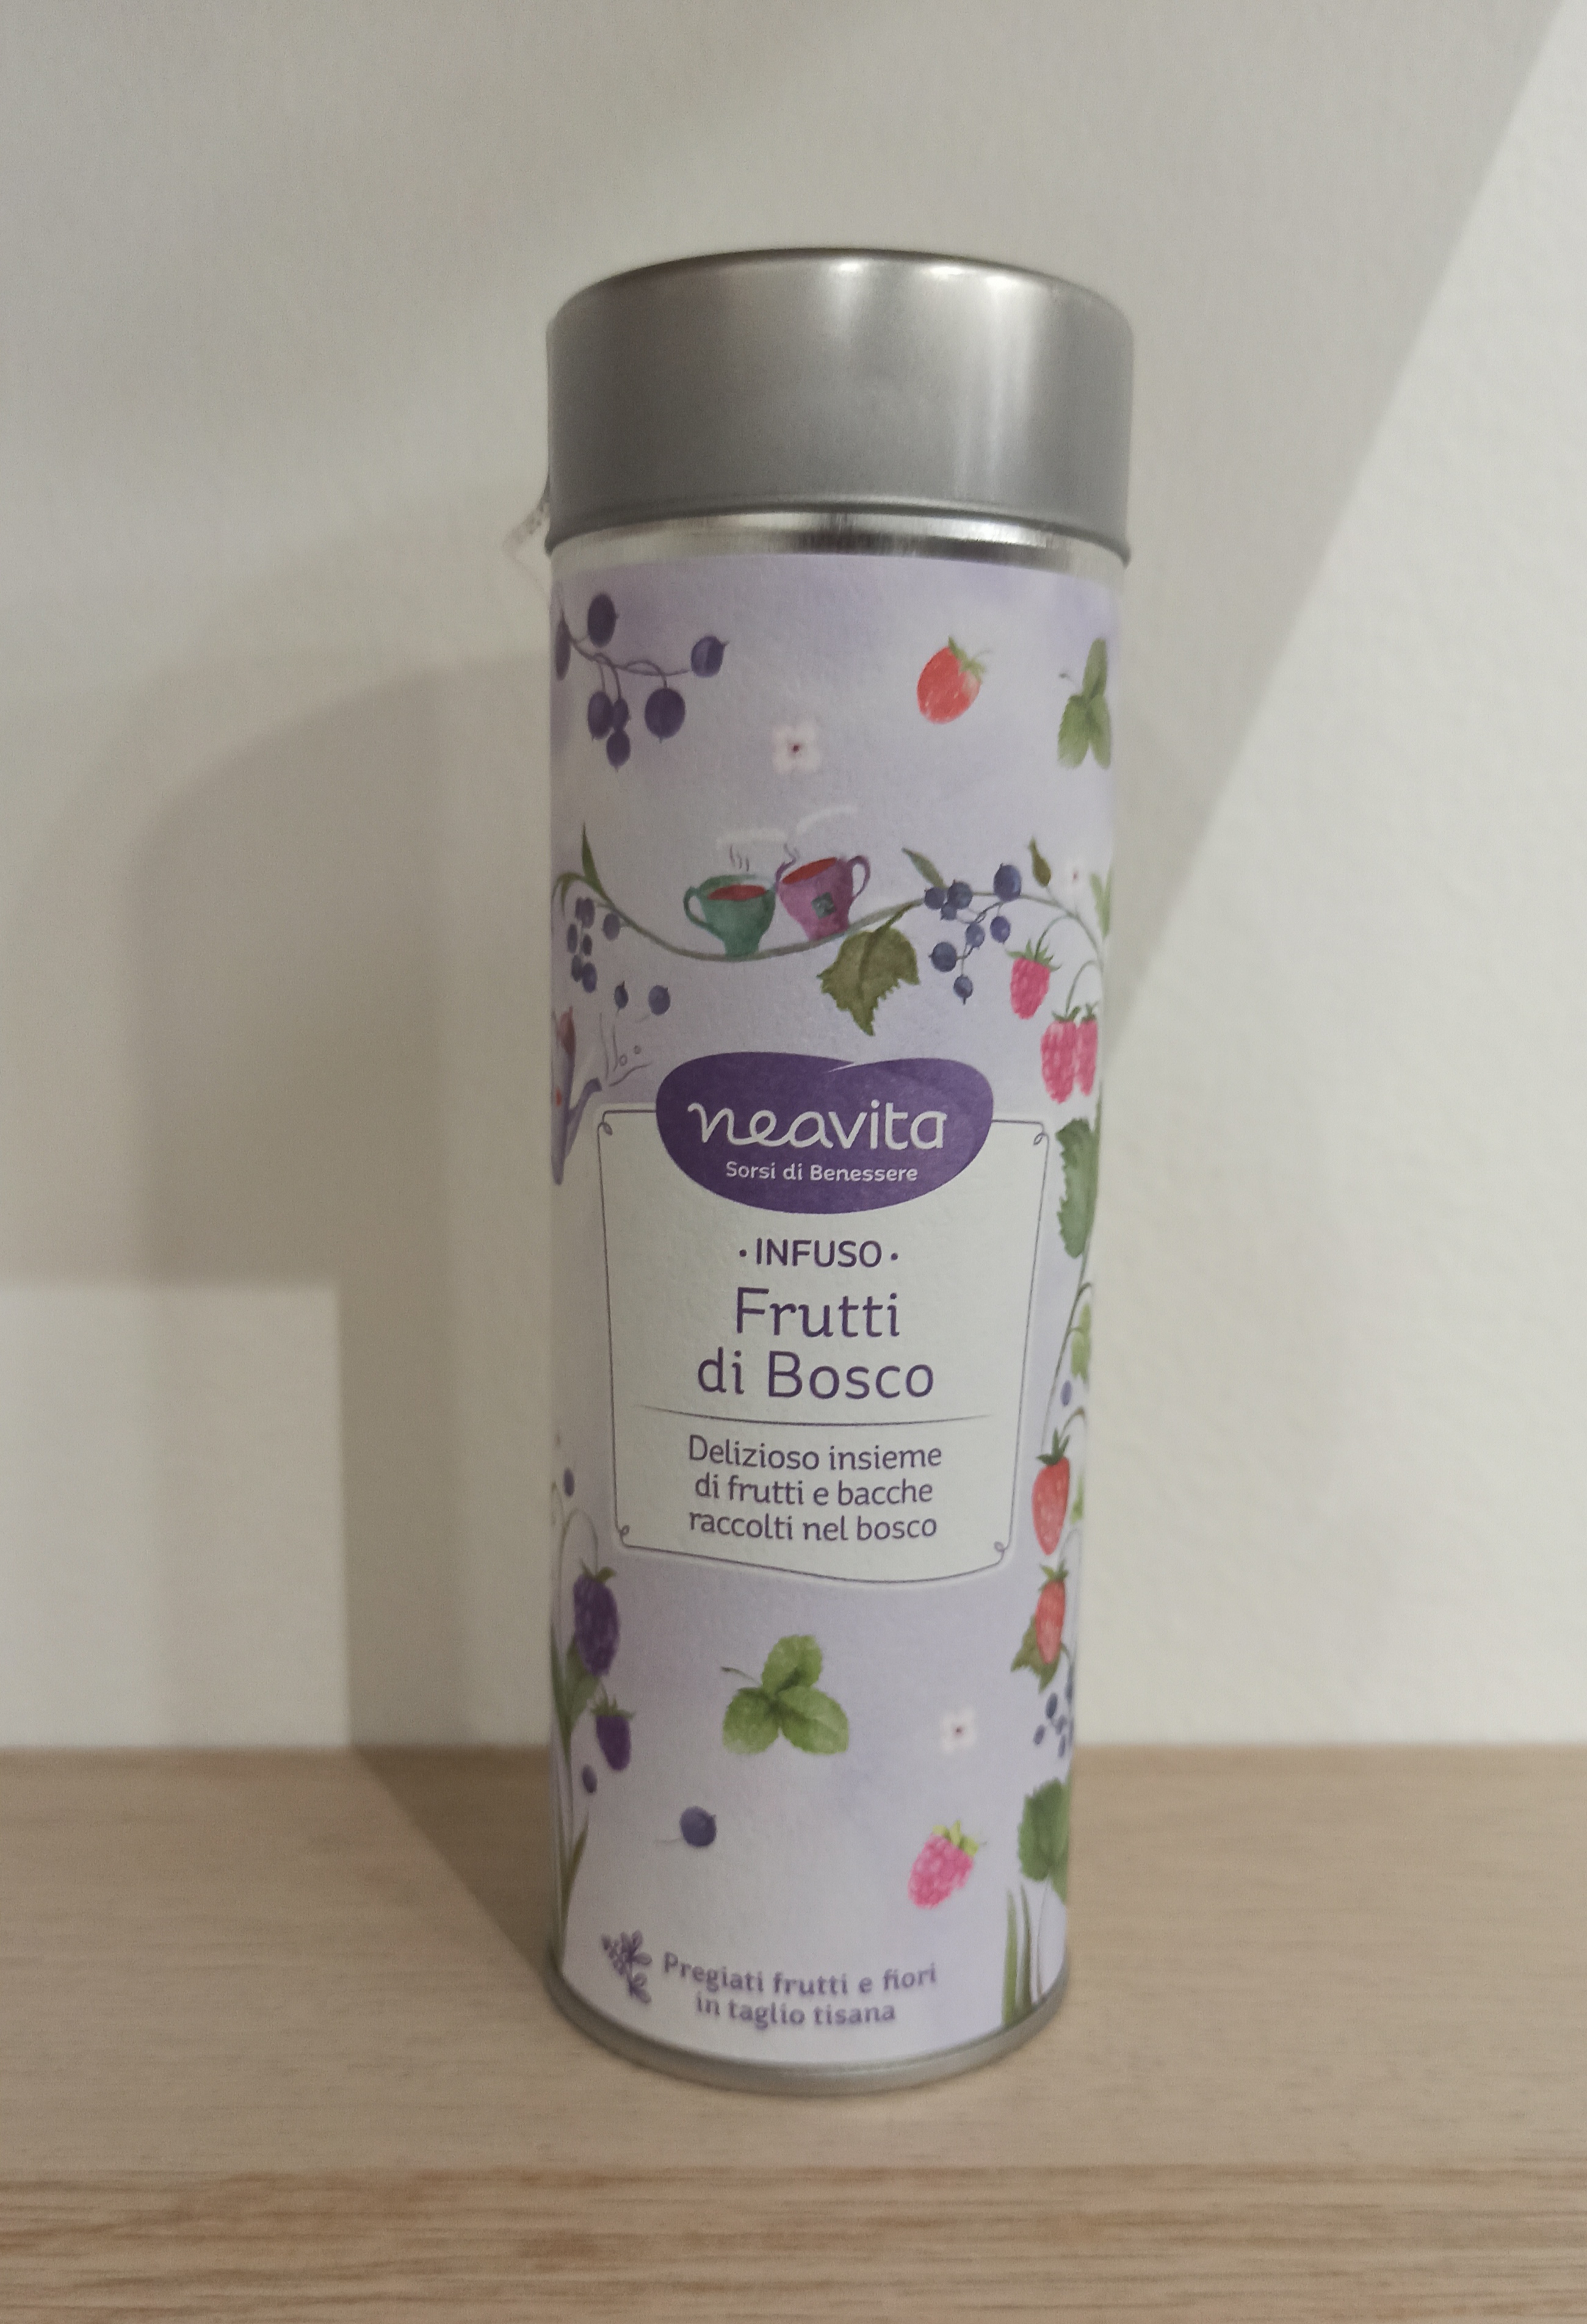 neavita
Sorsi di Benessere
• INFUSO •
Frutti
di Bosco
Delizioso insieme
di frutti e bacche
raccolti nel bosco
Pregiati frutti e fiori
in taglio tisana